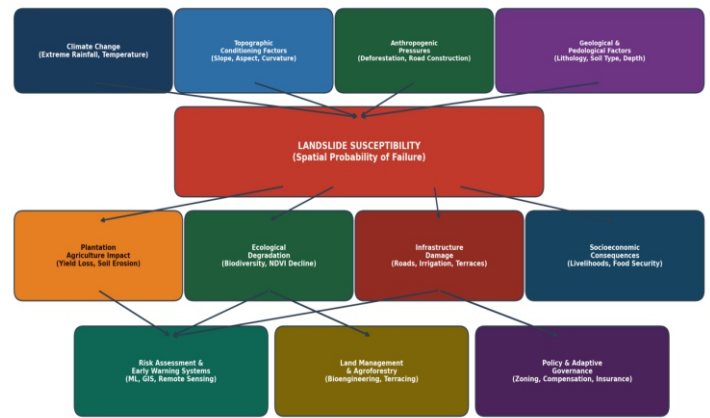 Climate Change
(Extreme Rainfall, Temperature)
Topographic
Conditioning Factors
(Slope, Aspect, Curvature)
Anthropogenic
Pressures
(Deforestation, Road Construction)
Geological &
Pedological Factors
(Lithology, Soil Type, Depth)
LANDSLIDE SUSCEPTIBILITY
(Spatial Probability of Failure)
Plantation
Agriculture Impact
(Yield Loss, Soil Erosion)
Ecological
Degradation
(Biodiversity, NDVI Decline)
Infrastructure
Damage
(Roads, Irrigation, Terraces)
Socioeconomic
Consequences
(Livelihoods, Food Security)
Risk Assessment &
Early Warning Systems
(ML, GIS, Remote Sensing)
Land Management
& Agroforestry
(Bioengineering, Terracing)
Policy & Adaptive
Governance
(Zoning, Compensation, Insurance)